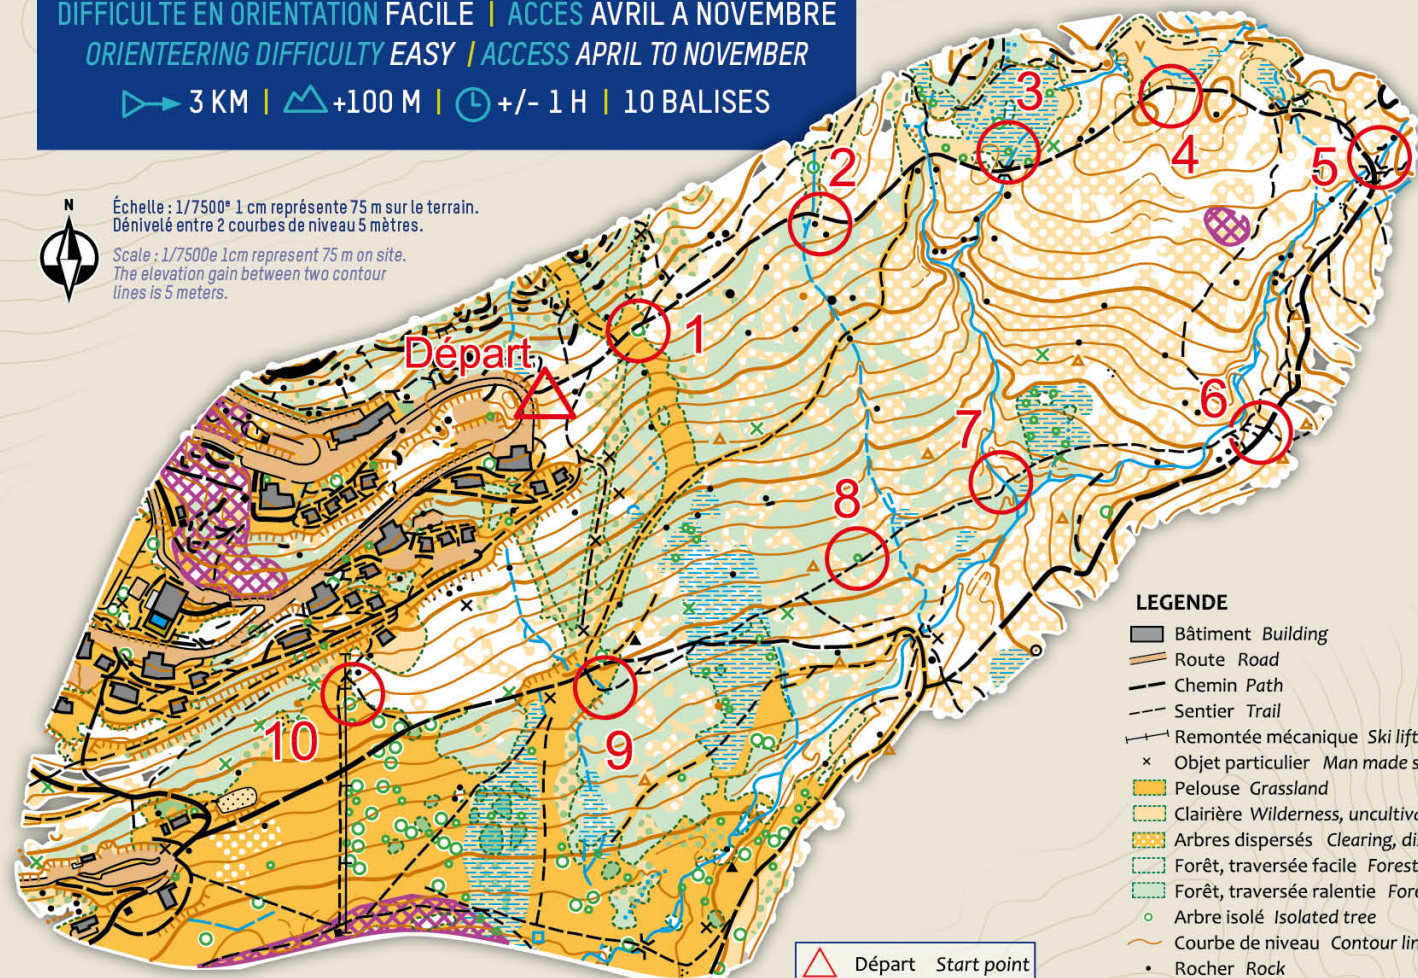 DIFFICULTÉ EN ORIENTATION FACILE | ACCÈS AVRIL À NOVEMBRE
ORIENTEERING DIFFICULTY EASY | ACCESS APRIL TO NOVEMBER
3 KM | +100 M | +/- 1 H | 10 BALISES
N
Échelle : 1/7500e 1 cm représente 75 m sur le terrain.
Dénivelé entre 2 courbes de niveau 5 mètres.
Scale : 1/7500e 1cm represent 75 m on site.
The elevation gain between two contour
lines is 5 meters.
Départ
1
2
3
4
5
6
7
8
9
10
LEGENDE
Bâtiment Building
Route Road
Chemin Path
Sentier Trail
Remontée mécanique Ski lift
Objet particulier Man made
Pelouse Grassland
Clairière Wilderness,
Arbres dispersés Clearing,
Forêt, traversée facile Forest
Forêt, traversée ralentie
Arbre isolé Isolated tree
Courbe de niveau Contour
Rocher Rock
Départ Start point